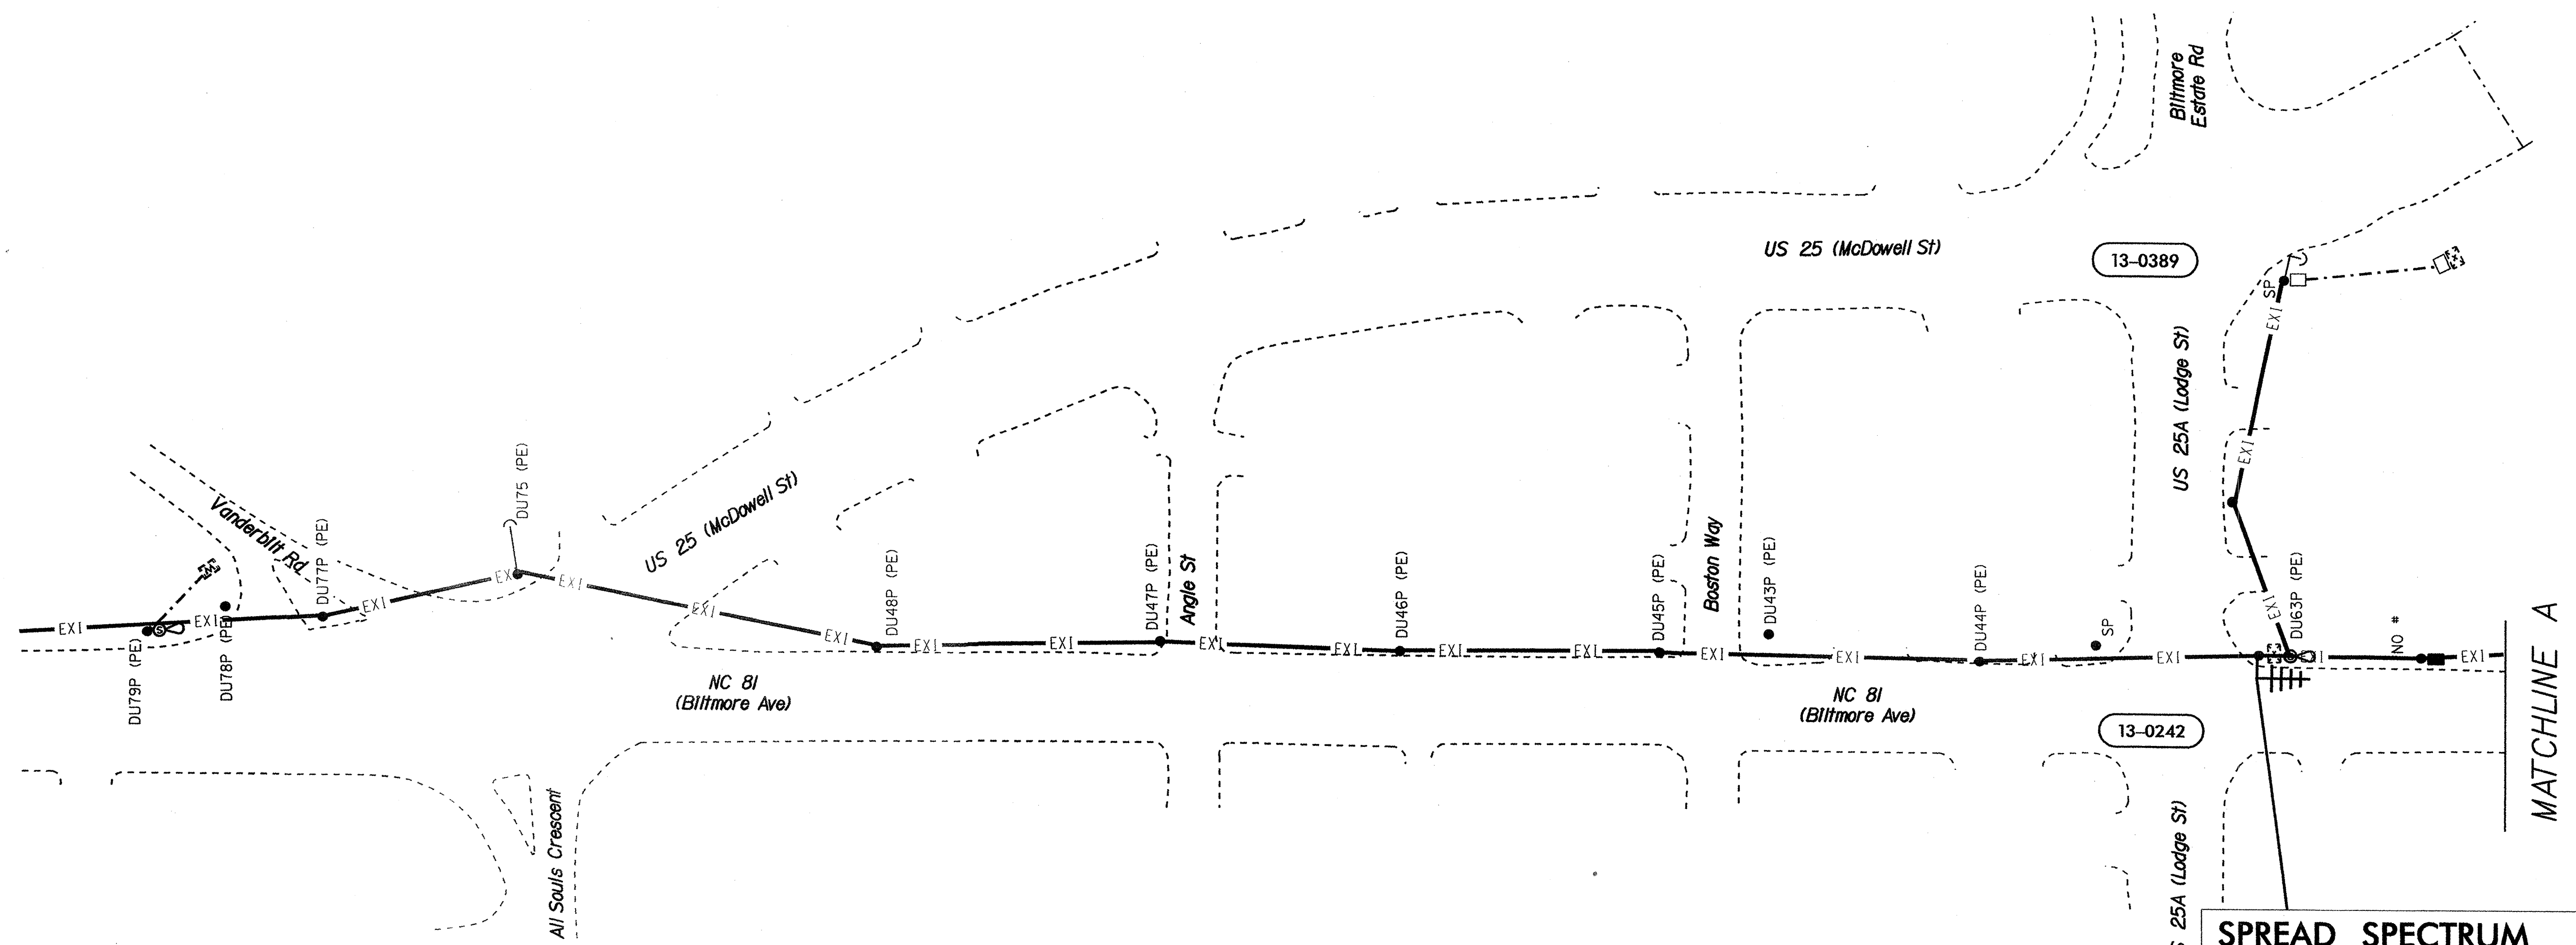 Biltmore
Estate Rd
US 25 (McDowell St)
13-0389
SP
EXI
US 25A (Lodge St)
EXI
DU75 (PE)
Vanderbilt Rd
US 25 (McDowell St)
DU77P (PE)
M
S
EXI
EXI
EXI
EX
EXI
EXI
EXI
DU79P (PE)
DU78P (PE)
DU48P (PE)
EXI
EXI
DU47P (PE)
Angle St
EXI
EXI
DU46P (PE)
EXI
EXI
DU45P (PE)
Boston Way
EXI
DU43P (PE)
EXI
DU44P (PE)
EXI
SP
EXI
EXI
DU63P (PE)
NO #
EXI
MATCHLINE A
NC 81
(Biltmore Ave)
NC 81
(Biltmore Ave)
13-0242
All Souls Crescent
25A (Lodge St)
SPREAD SPECTRUM